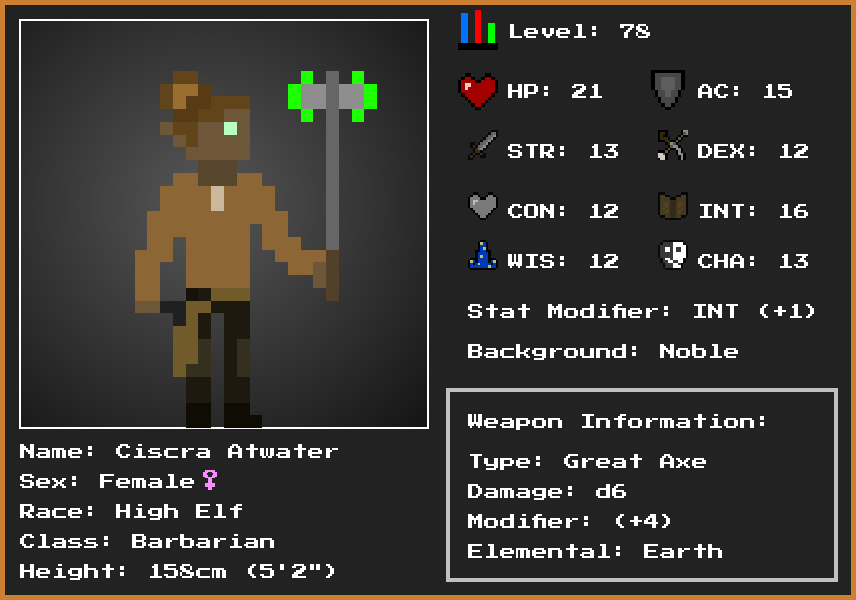 Level: 78
HP: 21
AC: 15
STR: 13
DEX: 12
CON: 12
INT: 16
WIS: 12
CHA: 13
Stat Modifier: INT (+1)
Background: Noble
Weapon Information:
Type: Great Axe
Damage: d6
Modifier: (+4)
Elemental: Earth
Name: Ciscra Atwater
Sex: Female♀
Race: High Elf
Class: Barbarian
Height: 158cm (5'2")